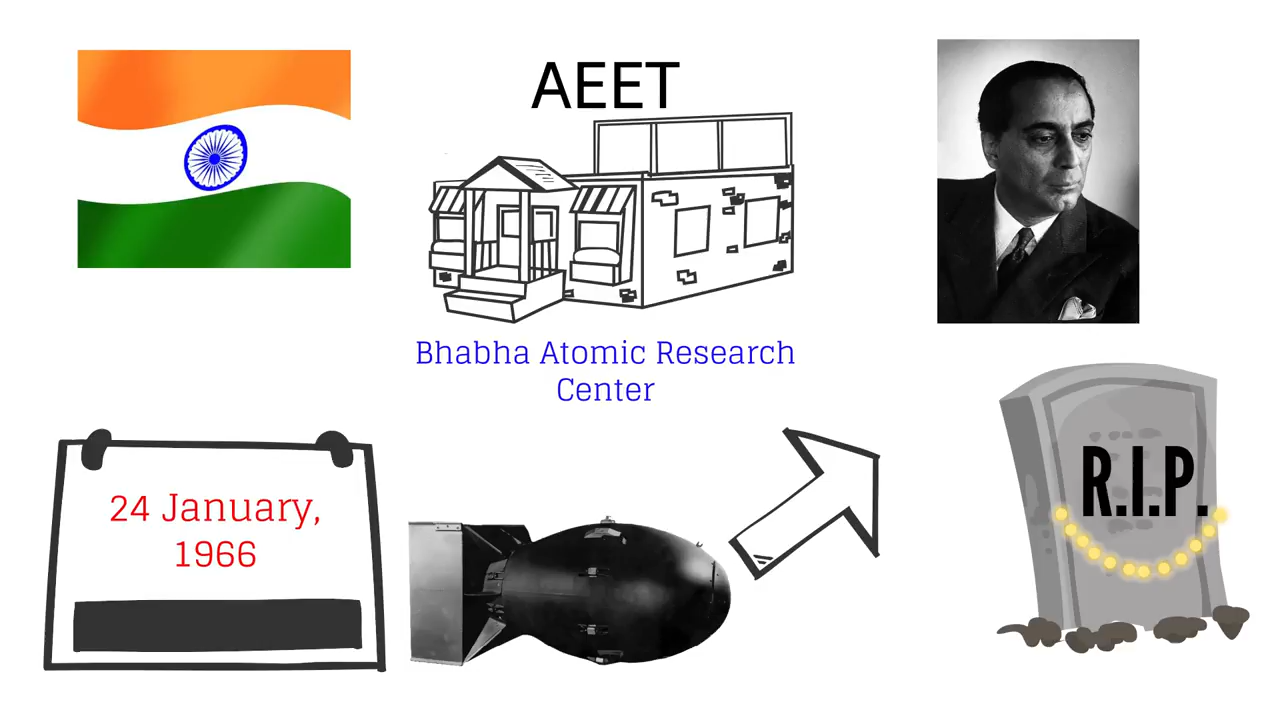 AEET
Bhabha Atomic Research
Center
24 January,
1966
R.I.P.